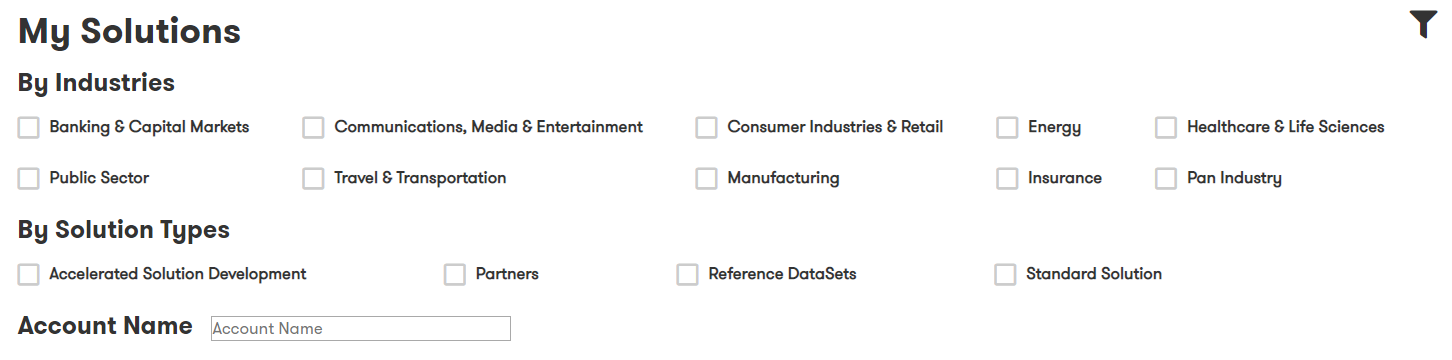 My Solutions
By Industries
Banking & Capital Markets Communications, Media & Entertainment Consumer Industries & Retail Energy Healthcare & Life Sciences
Public Sector Travel & Transportation Manufacturing Insurance Pan Industry
By Solution Types
Accelerated Solution Development Partners Reference DataSets Standard Solution
Account Name Account Name